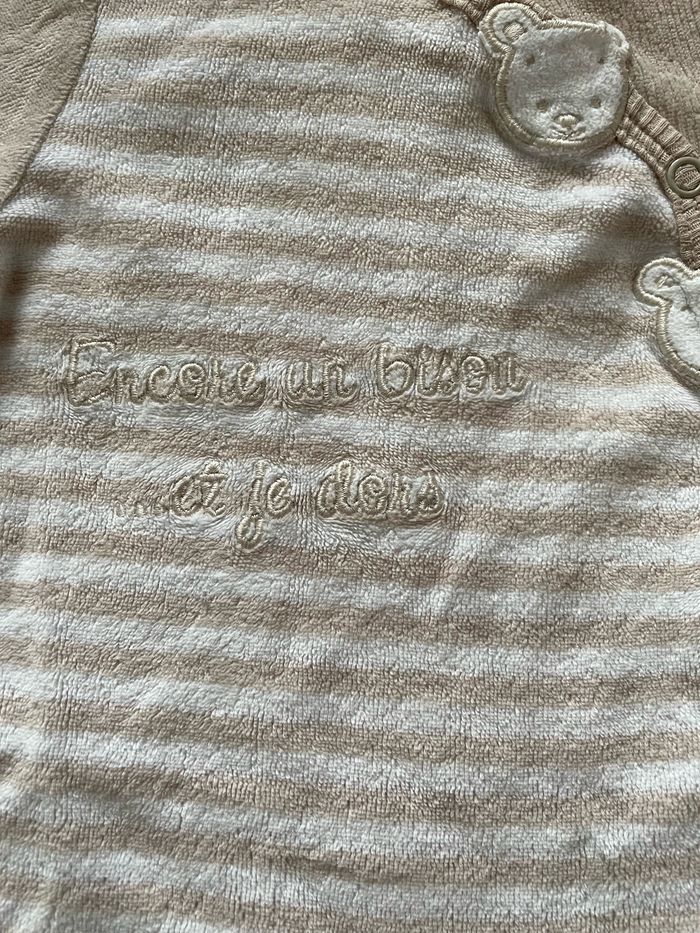 Encore un bisou
...et je dors